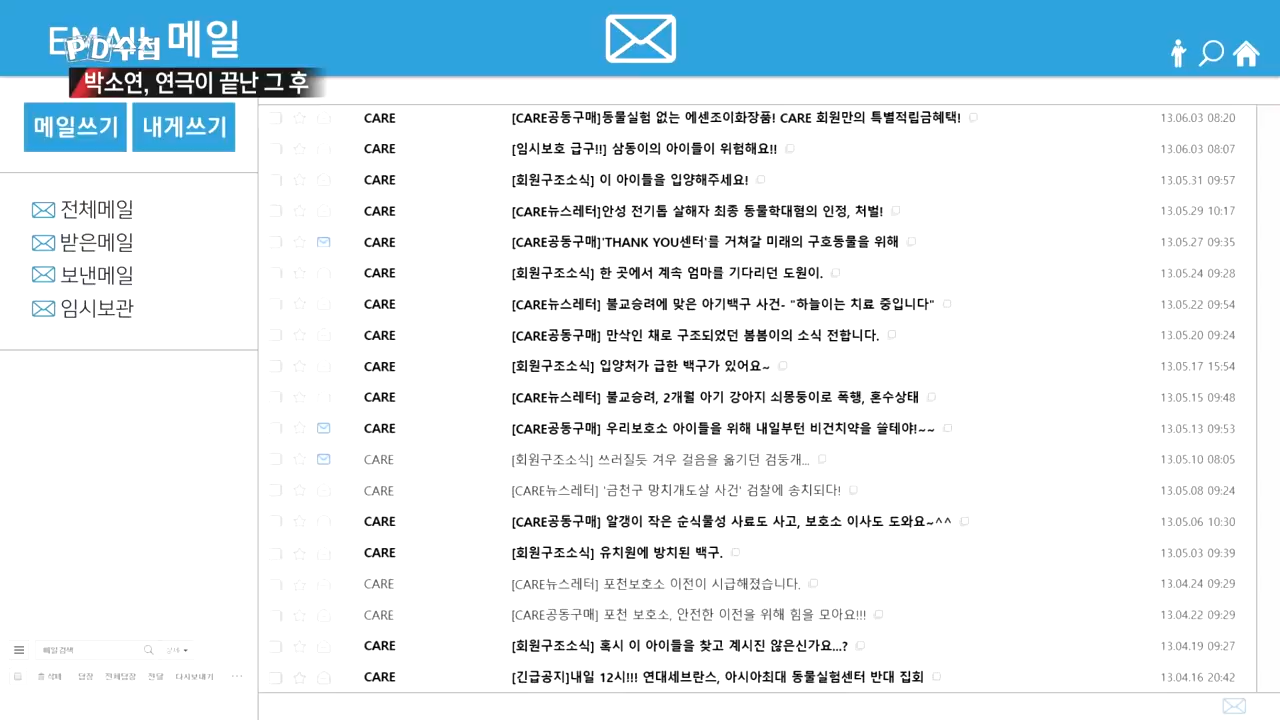 EMAIL 메일
PD수첩
박소연, 연극이 끝난 그 후
메일쓰기 내게쓰기
전체메일
받은메일
보낸메일
임시보관
CARE [CARE공동구매]동물실험 없는 에센조이화장품! CARE 회원만의 특별적립금혜택! 13.06.03 08:20
CARE [임시보호 급구!!] 삼동이의 아이들이 위험해요!! 13.06.03 08:07
CARE [회원구조소식] 이 아이들을 입양해주세요! 13.05.31 09:57
CARE [CARE뉴스레터]안성 전기톱 살해자 최종 동물학대혐의 인정, 처벌! 13.05.29 10:17
CARE [CARE공동구매]'THANK YOU센터'를 거쳐갈 미래의 구호동물을 위해 13.05.27 09:35
CARE [회원구조소식] 한 곳에서 계속 엄마를 기다리던 도원이. 13.05.24 09:28
CARE [CARE뉴스레터] 불교승려에 맞은 아기백구 사건- "하늘이는 치료 중입니다" 13.05.22 09:54
CARE [CARE공동구매] 만삭인 채로 구조되었던 봄봄이의 소식 전합니다. 13.05.20 09:24
CARE [회원구조소식] 입양처가 급한 백구가 있어요~ 13.05.17 15:54
CARE [CARE뉴스레터] 불교승려, 2개월 아기 강아지 쇠몽둥이로 폭행, 혼수상태 13.05.15 09:48
CARE [CARE공동구매] 우리보호소 아이들을 위해 내일부턴 비건치약을 쓸테야!~~ 13.05.13 09:53
CARE [회원구조소식] 쓰러질듯 겨우 걸음을 옮기던 검둥개... 13.05.10 08:05
CARE [CARE뉴스레터] '금천구 망치개도살 사건' 검찰에 송치되다! 13.05.08 09:24
CARE [CARE공동구매] 알갱이 작은 순식물성 사료도 사고, 보호소 이사도 도와요~^^ 13.05.06 10:30
CARE [회원구조소식] 유치원에 방치된 백구. 13.05.03 09:39
CARE [CARE뉴스레터] 포천보호소 이전이 시급해졌습니다. 13.04.24 09:29
CARE [CARE공동구매] 포천 보호소, 안전한 이전을 위해 힘을 모아요!!! 13.04.22 09:29
CARE [회원구조소식] 혹시 이 아이들을 찾고 계시진 않은신가요...? 13.04.19 09:27
CARE [긴급공지]내일 12시!!! 연대세브란스, 아시아최대 동물실험센터 반대 집회 13.04.16 20:42
메일검색
답장 전체답장 전달 다시보내기